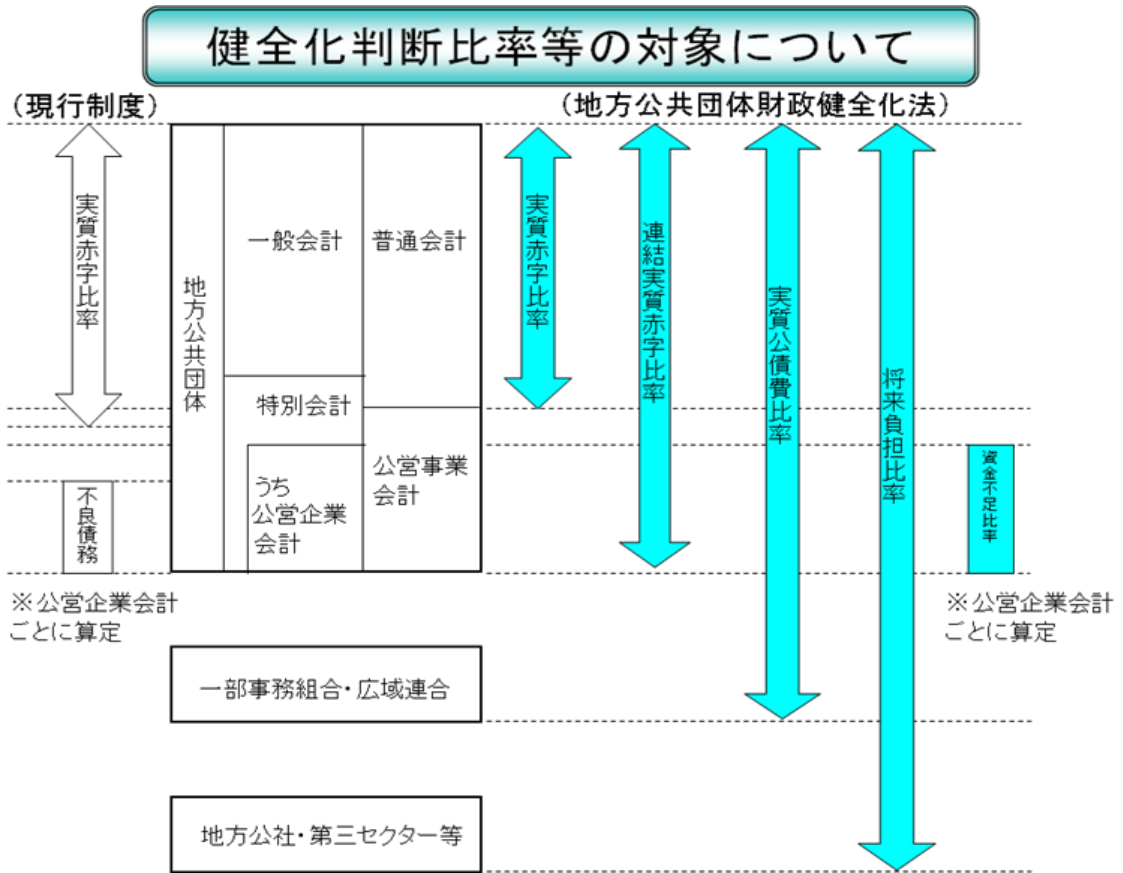 健全化判断比率等の対象について
（現行制度）
（地方公共団体財政健全化法）
実質赤字比率
地方公共団体
一般会計
普通会計
特別会計
うち
公営企業
会計
公営事業
会計
不良債務
※公営企業会計
ごとに算定
実質赤字比率
連結実質赤字比率
実質公債費比率
将来負担比率
資金不足比率
※公営企業会計
ごとに算定
一部事務組合・広域連合
地方公社・第三セクター等